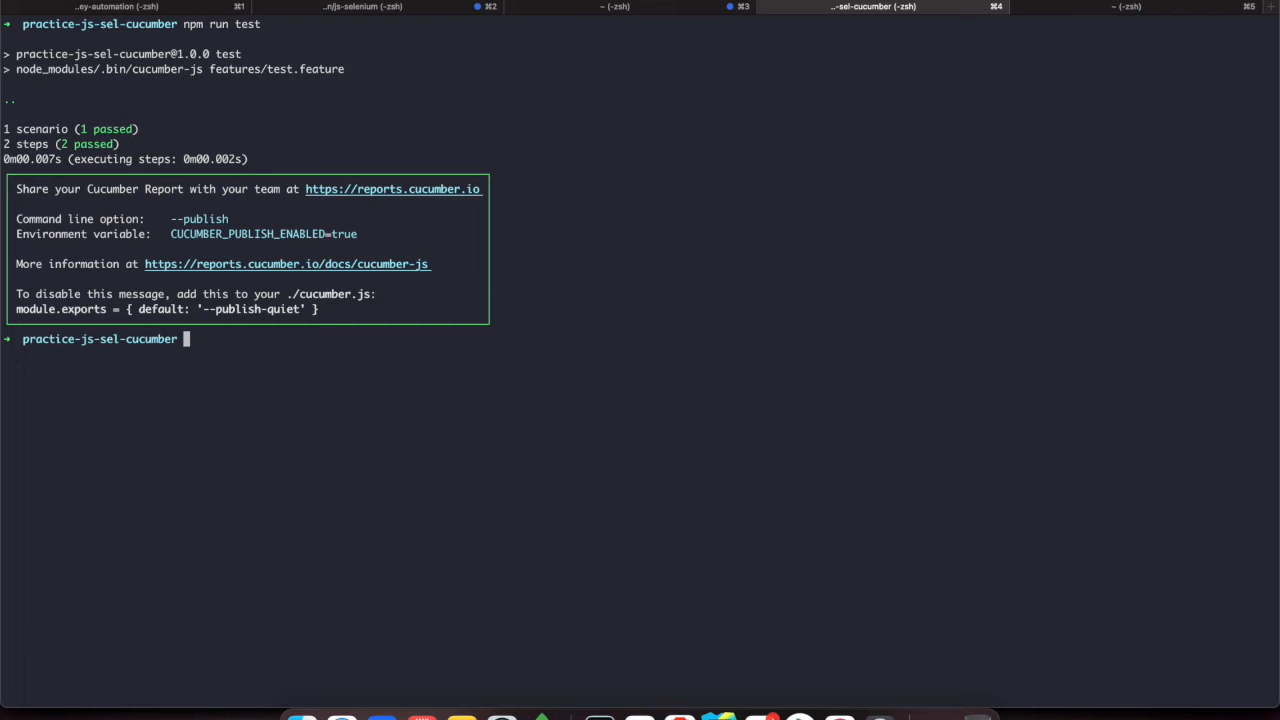 ..ey-automation (-zsh) ⌘1 ..n/js-selenium (-zsh) ⌘2 ~ (-zsh) ⌘3 ..-sel-cucumber (-zsh) ⌘4 ~ (-zsh) ⌘5 +
➜ practice-js-sel-cucumber npm run test
> practice-js-sel-cucumber@1.0.0 test
> node_modules/.bin/cucumber-js features/test.feature
..
1 scenario (1 passed)
2 steps (2 passed)
0m00.007s (executing steps: 0m00.002s)
Share your Cucumber Report with your team at https://reports.cucumber.io
Command line option: --publish
Environment variable: CUCUMBER_PUBLISH_ENABLED=true
More information at https://reports.cucumber.io/docs/cucumber-js
To disable this message, add this to your ./cucumber.js:
module.exports = { default: '--publish-quiet' }
➜ practice-js-sel-cucumber